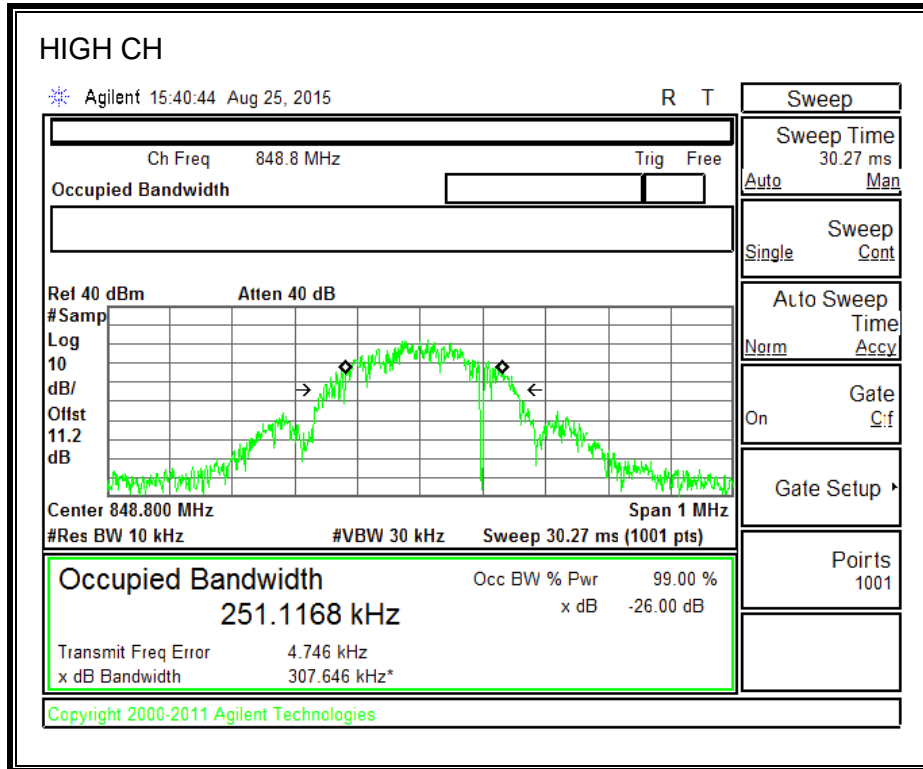 HIGH CH
Agilent 15:40:44 Aug 25, 2015 R T
Ch Freq 848.8 MHz Trig Free
Occupied Bandwidth
Ref 40 dBm Atten 40 dB
#Samp
Log
10
dB/
Offst
11.2
dB
Center 848.800 MHz Span 1 MHz
#Res BW 10 kHz #VBW 30 kHz Sweep 30.27 ms (1001 pts)
Occupied Bandwidth Occ BW % Pwr 99.00 %
251.1168 kHz x dB -26.00 dB
Transmit Freq Error 4.746 kHz
x dB Bandwidth 307.646 kHz*
Copyright 2000-2011 Agilent Technologies
Sweep
Sweep Time
30.27 ms
Auto Man
Sweep
Single Cont
Auto Sweep
Time
Norm Accy
Gate
On Off
Gate Setup
Points
1001